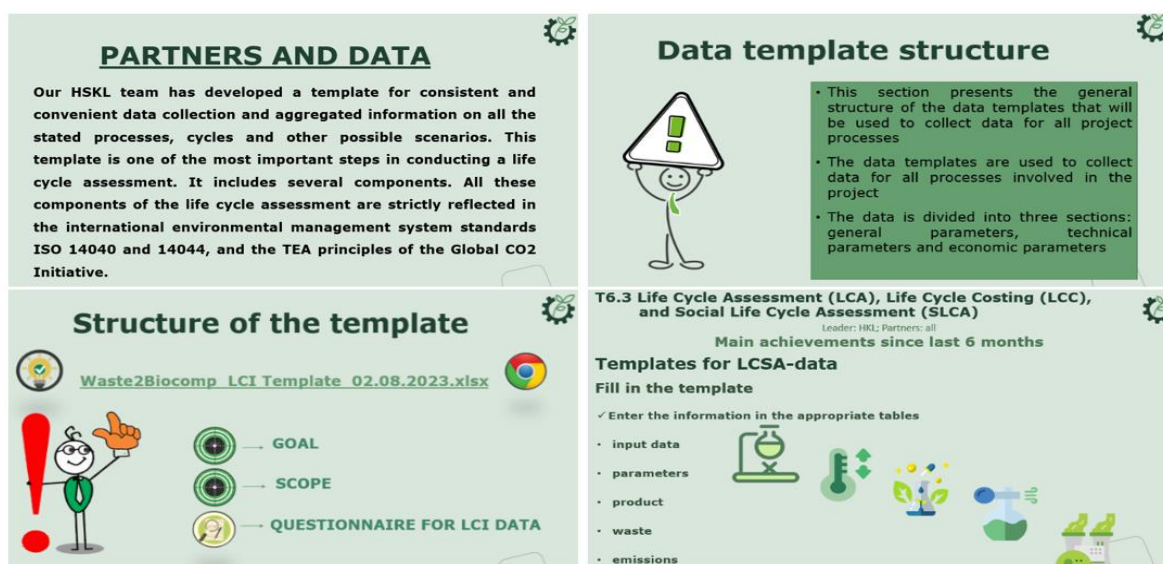 PARTNERS AND DATA
Our HSKL team has developed a template for consistent and
convenient data collection and aggregated information on all the
stated processes, cycles and other possible scenarios. This
template is one of the most important steps in conducting a life
cycle assessment. It includes several components. All these
components of the life cycle assessment are strictly reflected in
the international environmental management system standards
ISO 14040 and 14044, and the TEA principles of the Global CO2
Initiative.
Data template structure
• This section presents the general
structure of the data templates that will
be used to collect data for all project
processes
• The data templates are used to collect
data for all processes involved in the
project
• The data is divided into three sections:
general parameters, technical
parameters and economic parameters
Structure of the template
Waste2Biocomp_LCI Template_02.08.2023.xlsx
GOAL
SCOPE
QUESTIONNAIRE FOR LCI DATA
T6.3 Life Cycle Assessment (LCA), Life Cycle Costing (LCC),
and Social Life Cycle Assessment (SLCA)
Leader: HKL; Partners: all
Main achievements since last 6 months
Templates for LCSA-data
Fill in the template
✓Enter the information in the appropriate tables
• input data
• parameters
• product
• waste
• emissions